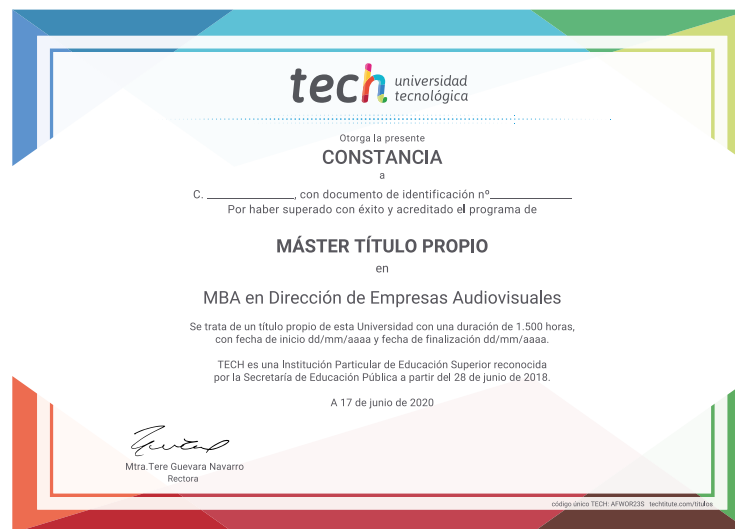 tech universidad
tecnológica
Otorga la presente
CONSTANCIA
a
C. ________________, con documento de identificación nº______________
Por haber superado con éxito y acreditado el programa de
MÁSTER TÍTULO PROPIO
en
MBA en Dirección de Empresas Audiovisuales
Se trata de un título propio de esta Universidad con una duración de 1.500 horas,
con fecha de inicio dd/mm/aaaa y fecha de finalización dd/mm/aaaa.
TECH es una Institución Particular de Educación Superior reconocida
por la Secretaría de Educación Pública a partir del 28 de junio de 2018.
A 17 de junio de 2020
Mtra.Tere Guevara Navarro
Rectora
código único TECH: AFWOR23S techtitute.com/titulos